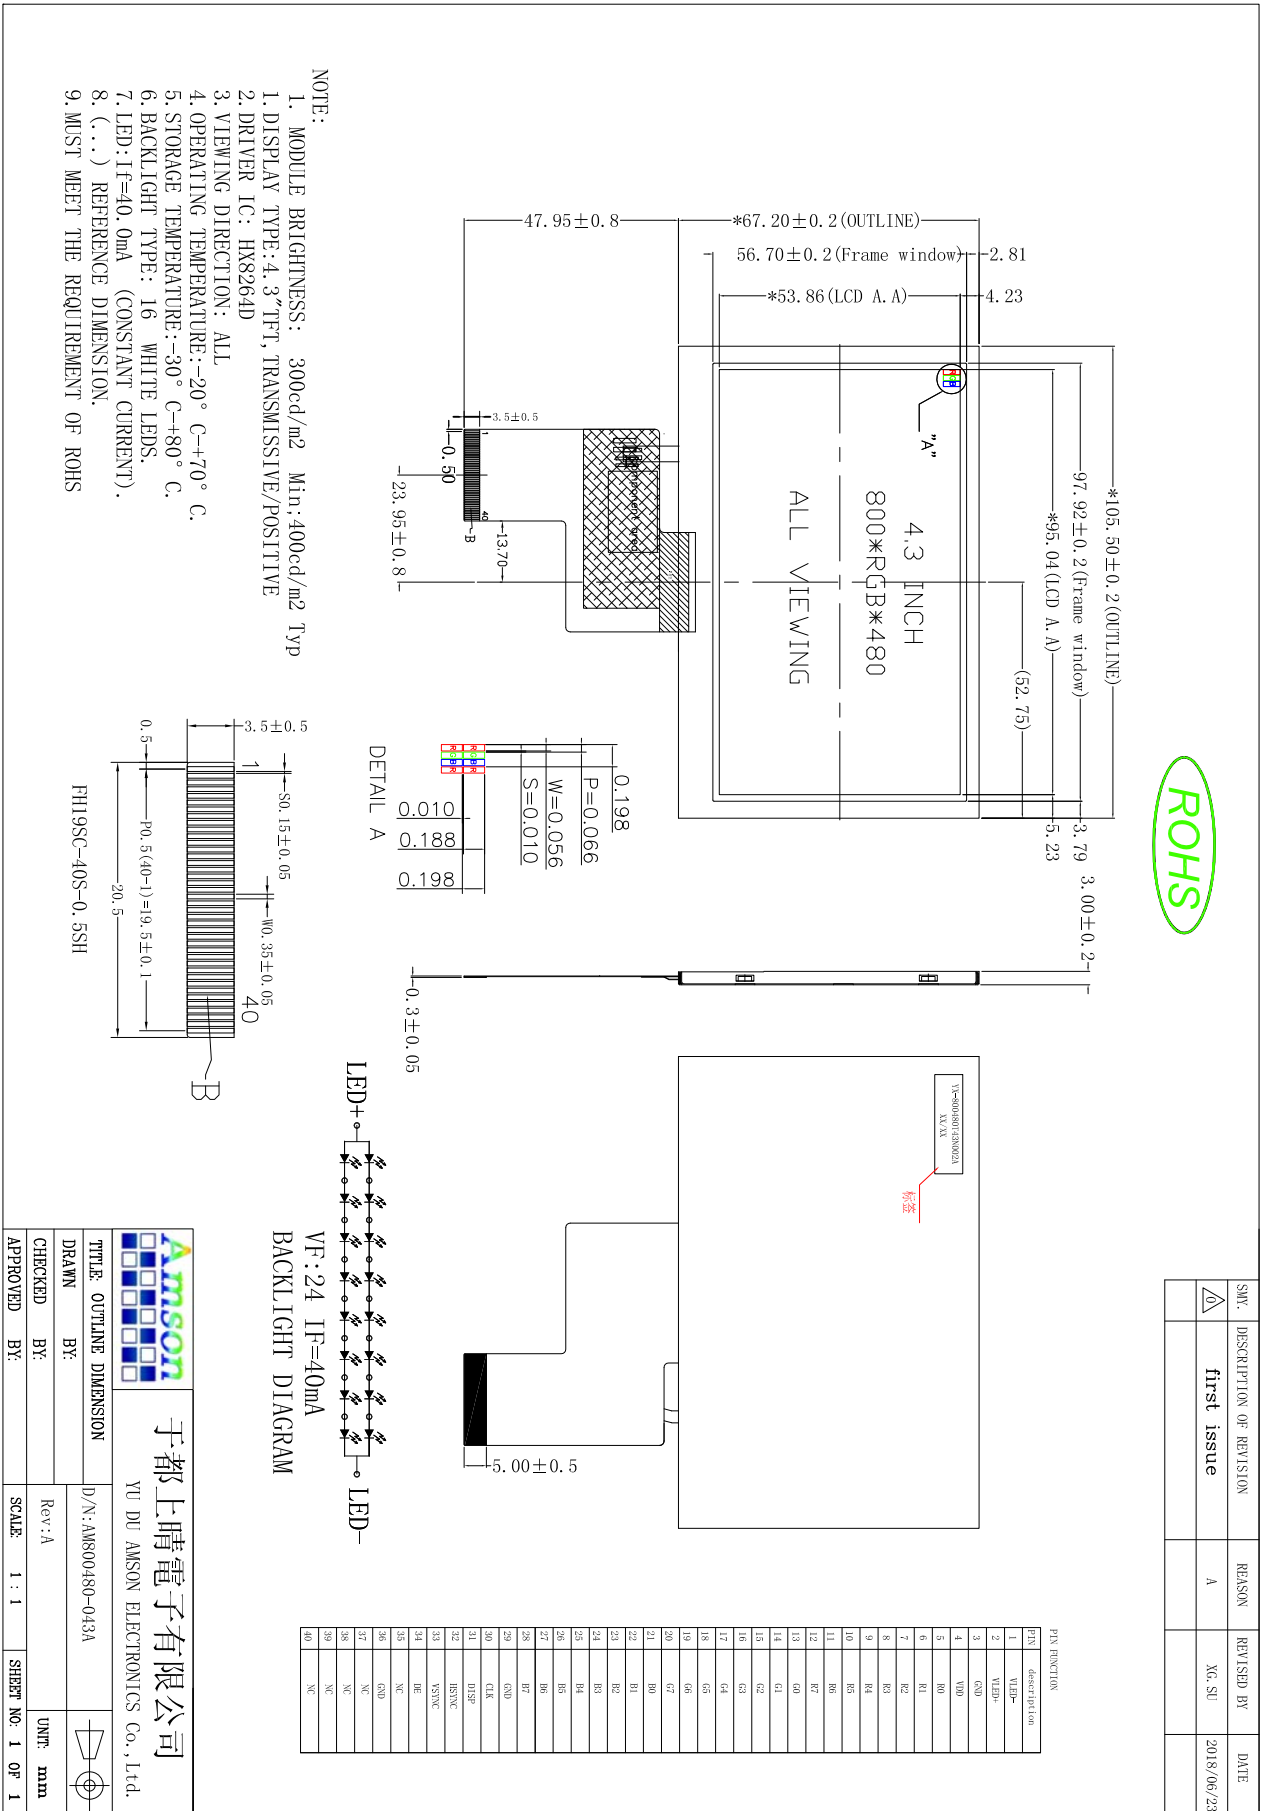 ROHS
SMY.
DESCRIPTION OF REVISION
REASON
REVISED BY
DATE
0
first issue
A
XG.SU
2018/06/23
*105.50±0.2(OUTLINE)
97.92±0.2(Frame window)
3.79
*95.04(LCD A.A)
5.23
(52.75)
*67.20±0.2(OUTLINE)
47.95±0.8
56.70±0.2(Frame window)
2.81
*53.86(LCD A.A)
4.23
RGB
"A"
4.3 INCH
800*RGB*480
ALL VIEWING
component area
3.5±0.5
1
40
0.50
B
13.70
23.95±0.8
3.00±0.2
0.3±0.05
YX-800480T43N002A
XX/XX
标签
5.00±0.5
0.198
P=0.066
W=0.056
S=0.010
R G B R
R G B R
0.010
0.188
0.198
DETAIL A
NOTE:
1. MODULE BRIGHTNESS: 300cd/m2 Min;400cd/m2 Typ
1.DISPLAY TYPE:4.3"TFT,TRANSMISSIVE/POSITIVE
2.DRIVER IC: HX8264D
3.VIEWING DIRECTION: ALL
4.OPERATING TEMPERATURE:-20° C-+70° C.
5.STORAGE TEMPERATURE:-30° C-+80° C.
6.BACKLIGHT TYPE: 16 WHITE LEDS.
7.LED:If=40.0mA (CONSTANT CURRENT).
8.(...) REFERENCE DIMENSION.
9.MUST MEET THE REQUIREMENT OF ROHS
3.5±0.5
S0.15±0.05
W0.35±0.05
1
40
B
0.5
P0.5(40-1)=19.5±0.1
20.5
FH19SC-40S-0.5SH
LED+
LED-
VF:24 IF=40mA
BACKLIGHT DIAGRAM
PIN FUNCTION
PIN description
1 VLED-
2 VLED+
3 GND
4 VDD
5 R0
6 R1
7 R2
8 R3
9 R4
10 R5
11 R6
12 R7
13 G0
14 G1
15 G2
16 G3
17 G4
18 G5
19 G6
20 G7
21 B0
22 B1
23 B2
24 B3
25 B4
26 B5
27 B6
28 B7
29 GND
30 CLK
31 DISP
32 HSYNC
33 VSYNC
34 DE
35 NC
36 GND
37 NC
38 NC
39 NC
40 NC
Amson
于都上晴電子有限公司
YU DU AMSON ELECTRONICS Co.,Ltd.
TITLE: OUTLINE DIMENSION
D/N:AM800480-043A
DRAWN BY:
CHECKED BY:
Rev:A
UNIT: mm
APPROVED BY:
SCALE: 1 : 1
SHEET NO: 1 OF 1